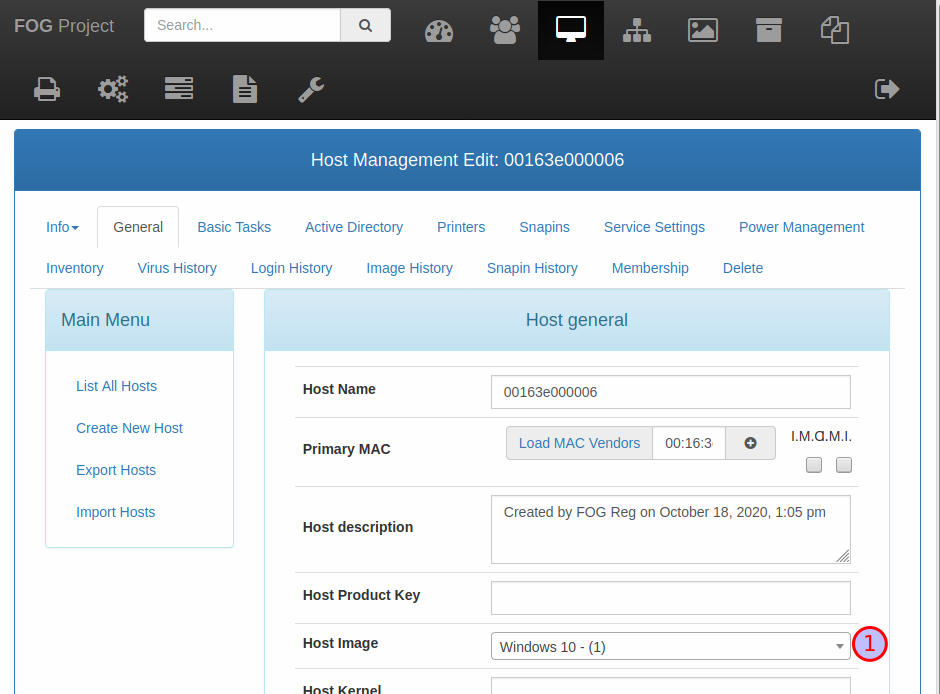 FOG Project
Search...
Host Management Edit: 00163e000006
Info General Basic Tasks Active Directory Printers Snapins Service Settings Power Management
Inventory Virus History Login History Image History Snapin History Membership Delete
Main Menu
List All Hosts
Create New Host
Export Hosts
Import Hosts
Host general
Host Name 00163e000006
Primary MAC Load MAC Vendors 00:16:3 I.M.C.M.I.
Host description Created by FOG Reg on October 18, 2020, 1:05 pm
Host Product Key
Host Image Windows 10 - (1) 1
Host Kernel